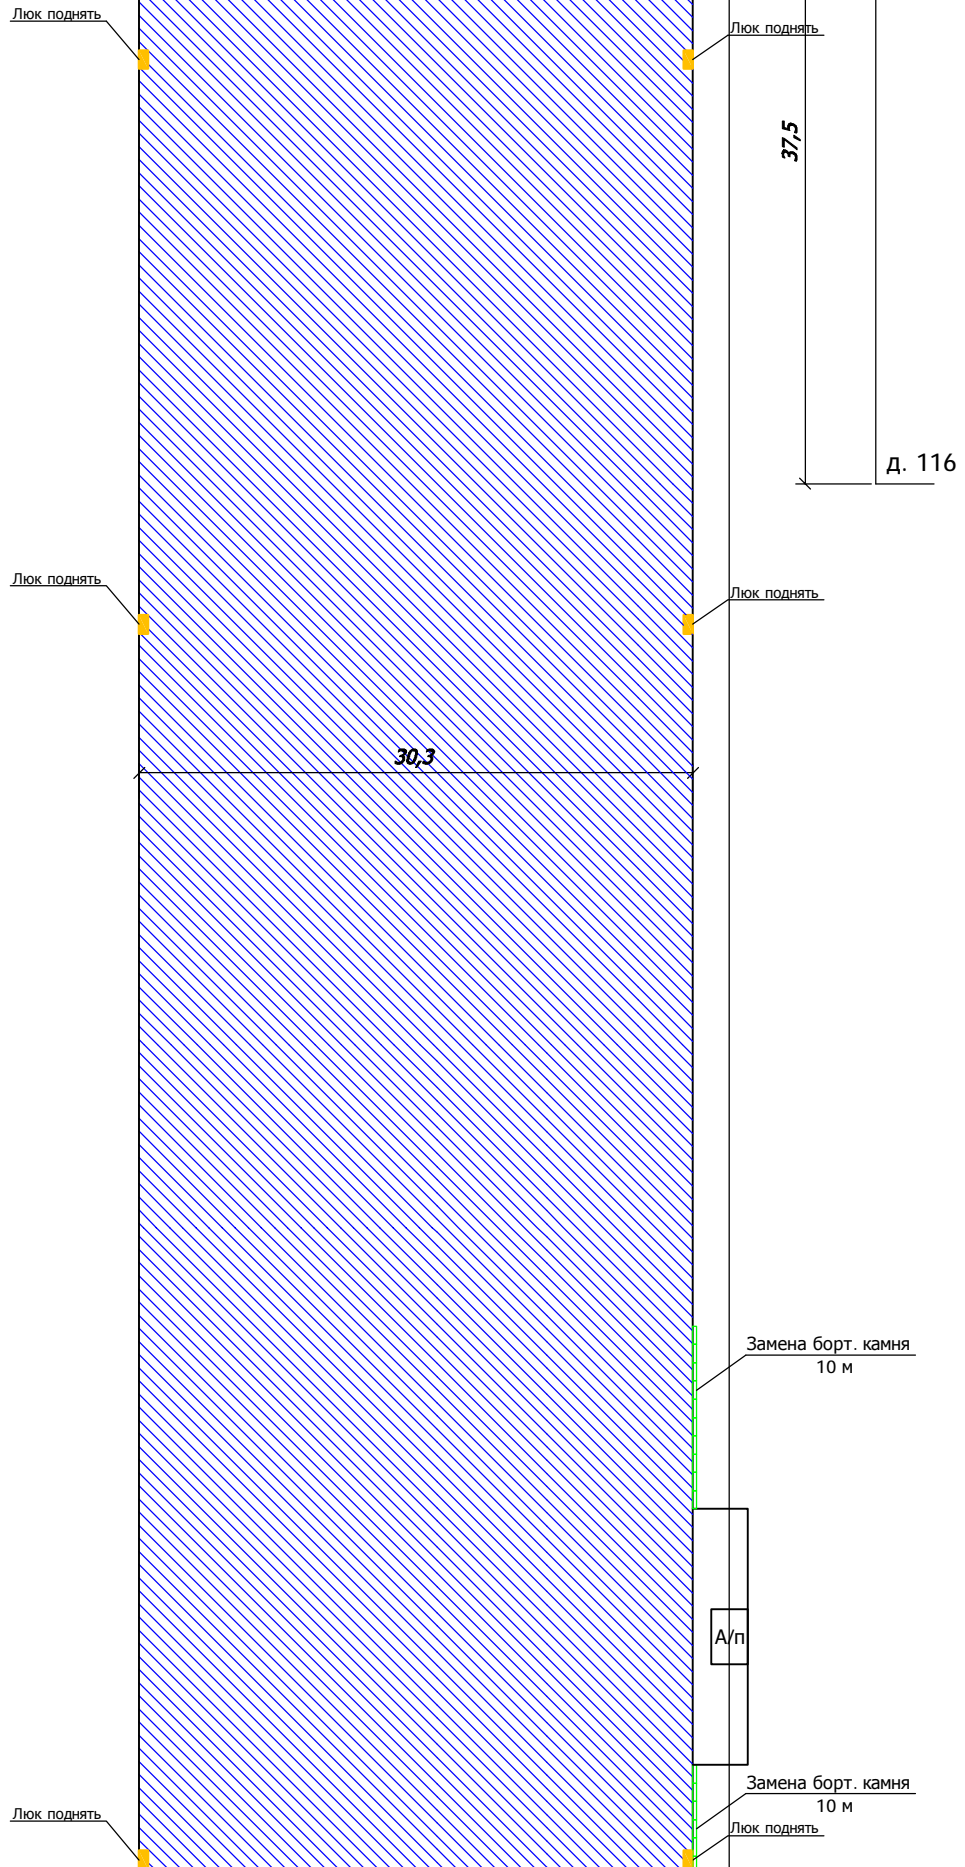 Люк поднять
Люк поднять
37,5
д. 116
Люк поднять
Люк поднять
30,3
Замена борт. камня
10 м
А/п
Замена борт. камня
10 м
Люк поднять
Люк поднять